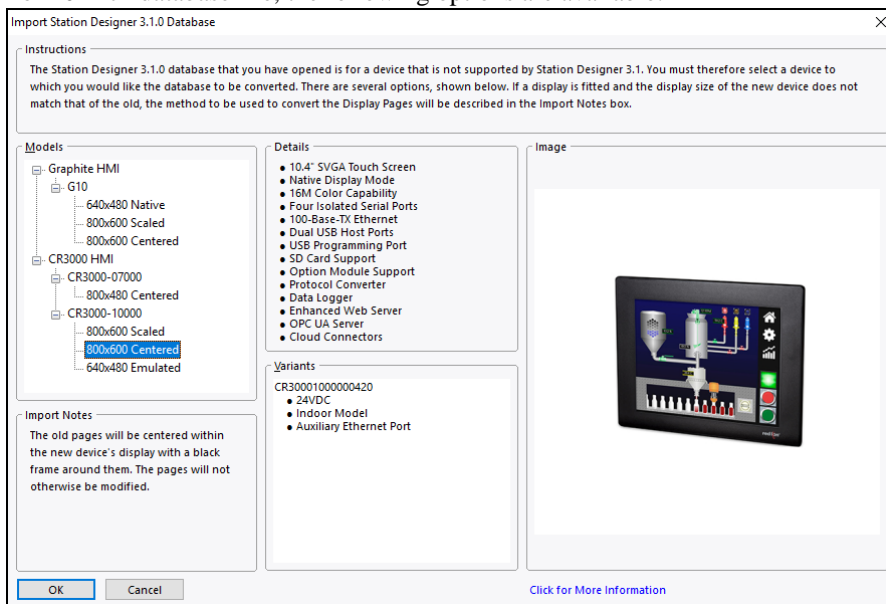 Import Station Designer 3.1.0 Database
Instructions
The Station Designer 3.1.0 database that you have opened is for a device that is not supported by Station Designer 3.1. You must therefore select a device to
which you would like the database to be converted. There are several options, shown below. If a display is fitted and the display size of the new device does not
match that of the old, the method to be used to convert the Display Pages will be described in the Import Notes box.
Models
Graphite HMI
G10
640x480 Native
800x600 Scaled
800x600 Centered
CR3000 HMI
CR3000-07000
800x480 Centered
CR3000-10000
800x600 Scaled
800x600 Centered
640x480 Emulated
Import Notes
The old pages will be centered within
the new device's display with a black
frame around them. The pages will not
otherwise be modified.
Details
• 10.4" SVGA Touch Screen
• Native Display Mode
• 16M Color Capability
• Four Isolated Serial Ports
• 100-Base-TX Ethernet
• Dual USB Host Ports
• USB Programming Port
• SD Card Support
• Option Module Support
• Protocol Converter
• Data Logger
• Enhanced Web Server
• OPC UA Server
• Cloud Connectors
Variants
CR30001000000420
• 24VDC
• Indoor Model
• Auxiliary Ethernet Port
Image
OK
Cancel
Click for More Information